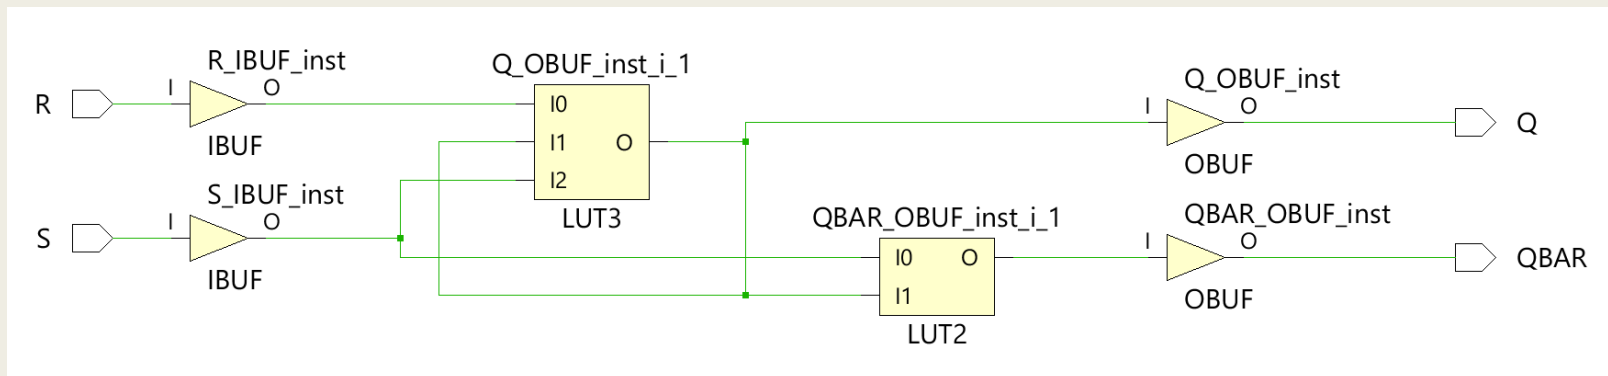 R_IBUF_inst
R
I
O
IBUF
S_IBUF_inst
S
I
O
IBUF
Q_OBUF_inst_i_1
I0
I1
I2
O
LUT3
QBAR_OBUF_inst_i_1
I0
I1
O
LUT2
Q_OBUF_inst
I
O
OBUF
Q
QBAR_OBUF_inst
I
O
OBUF
QBAR